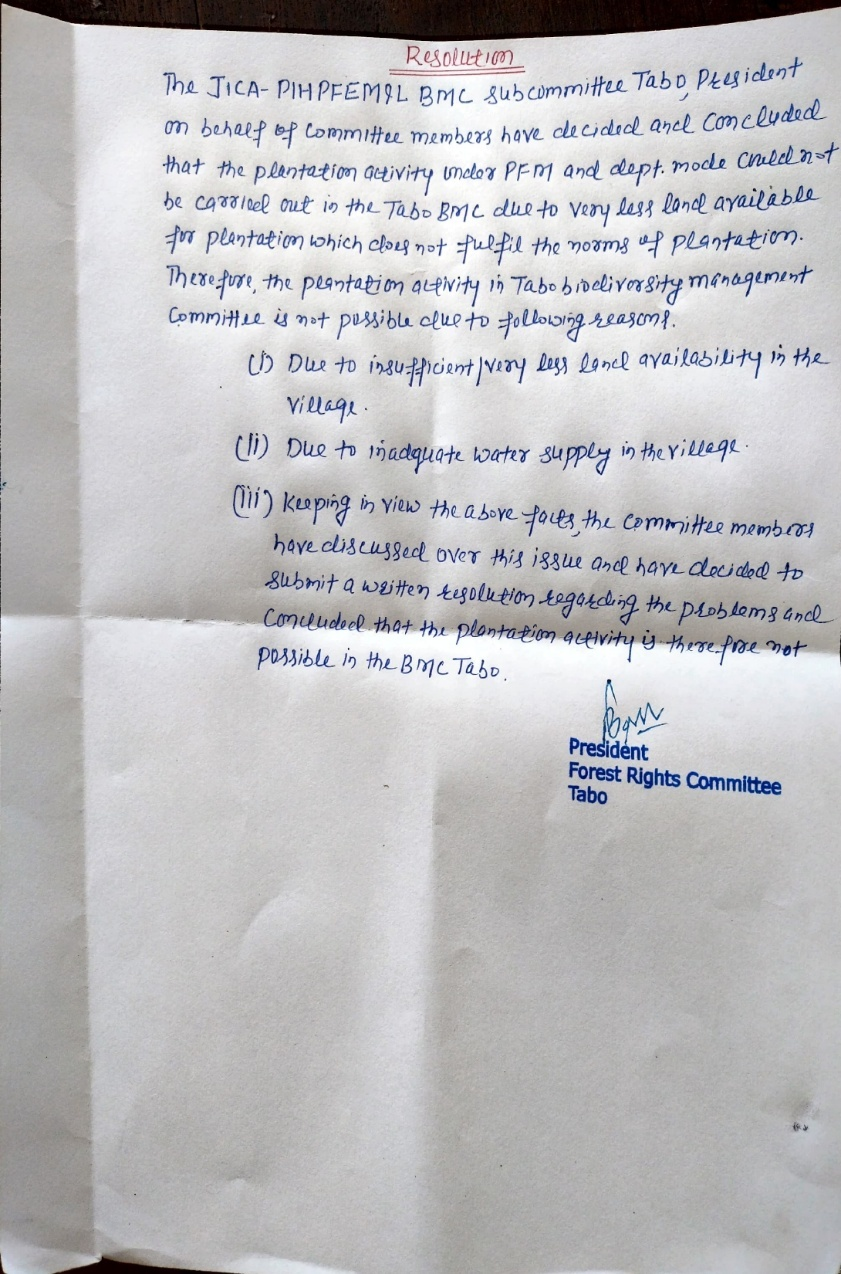 Resolution
The JICA-PIHPFEM&L BMC subcommittee Tabo, President
on behalf of Committee members have decided and Concluded
that the plantation activity under PFM and dept. mode could not
be carried out in the Tabo BMC due to very less land available
for plantation which does not fulfil the norms of plantation.
Therefore, the plantation activity in Tabo biodiversity management
Committee is not possible due to following reasons.
(i) Due to insufficient/very less land availability in the
village.
(ii) Due to inadquate water supply in the village.
(iii) Keeping in view the above facts, the Committee members
have discussed over this issue and have decided to
submit a written resolution regarding the problems and
Concluded that the plantation activity is therefore not
possible in the BMC Tabo.
President
Forest Rights Committee
Tabo